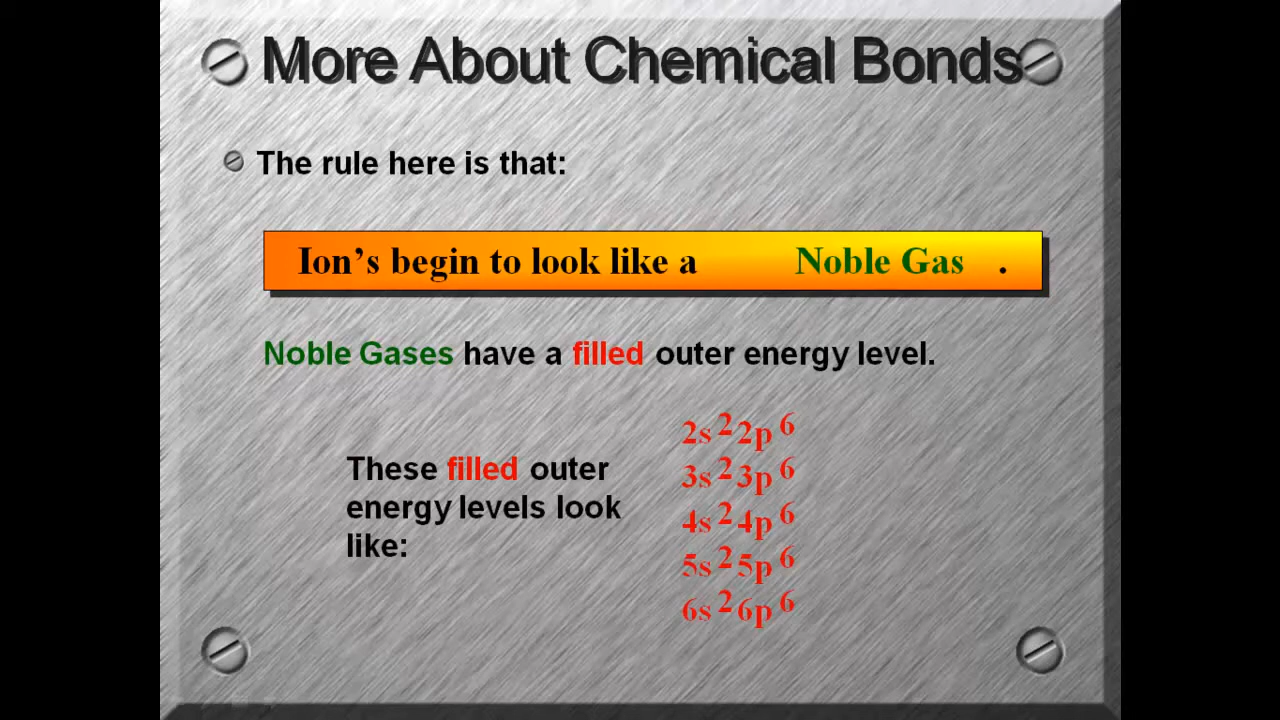 More About Chemical Bonds
The rule here is that:
Ion’s begin to look like a Noble Gas .
Noble Gases have a filled outer energy level.
These filled outer
energy levels look
like:
2s²2p⁶
3s²3p⁶
4s²4p⁶
5s²5p⁶
6s²6p⁶